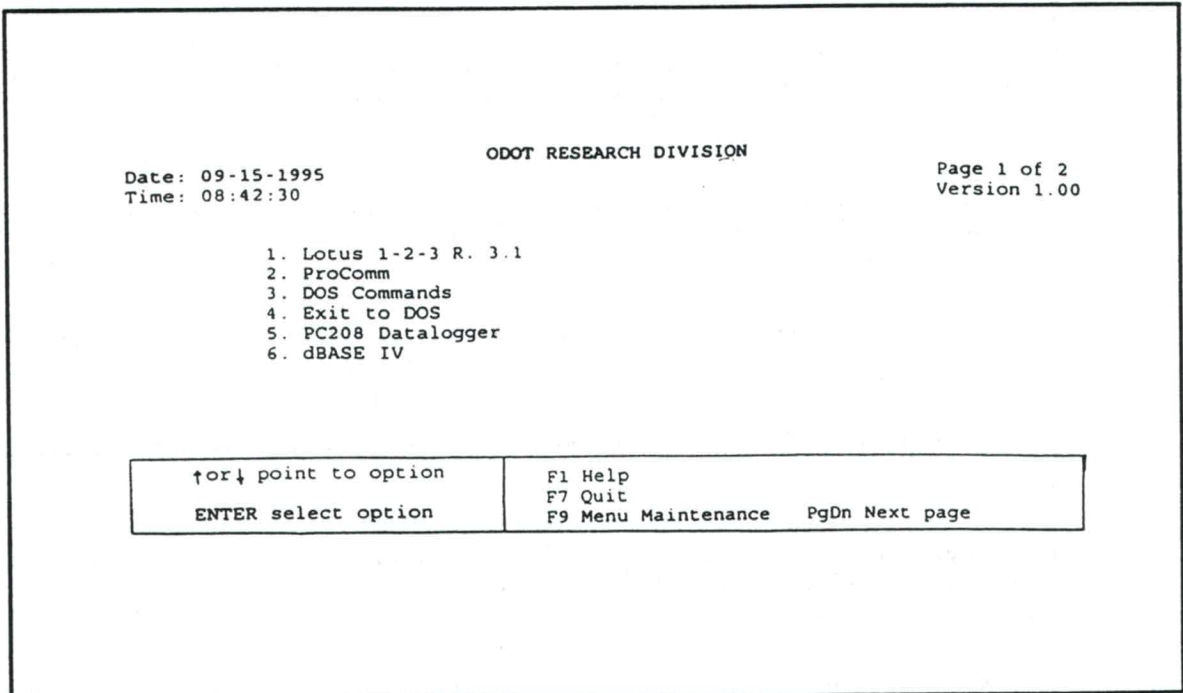 ODOT RESEARCH DIVISION
Date: 09-15-1995
Page 1 of 2
Time: 08:42:30
Version 1.00
1. Lotus 1-2-3 R. 3.1
2. ProComm
3. DOS Commands
4. Exit to DOS
5. PC208 Datalogger
6. dBASE IV
↑or↓ point to option
ENTER select option
F1 Help
F7 Quit
F9 Menu Maintenance PgDn Next page